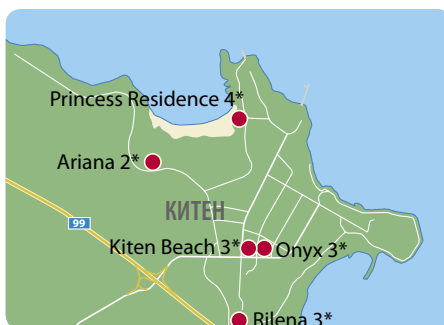 Princess Residence 4*
Ariana 2*
КИТЕН
99
Kiten Beach 3*
Onyx 3*
Rilena 3*